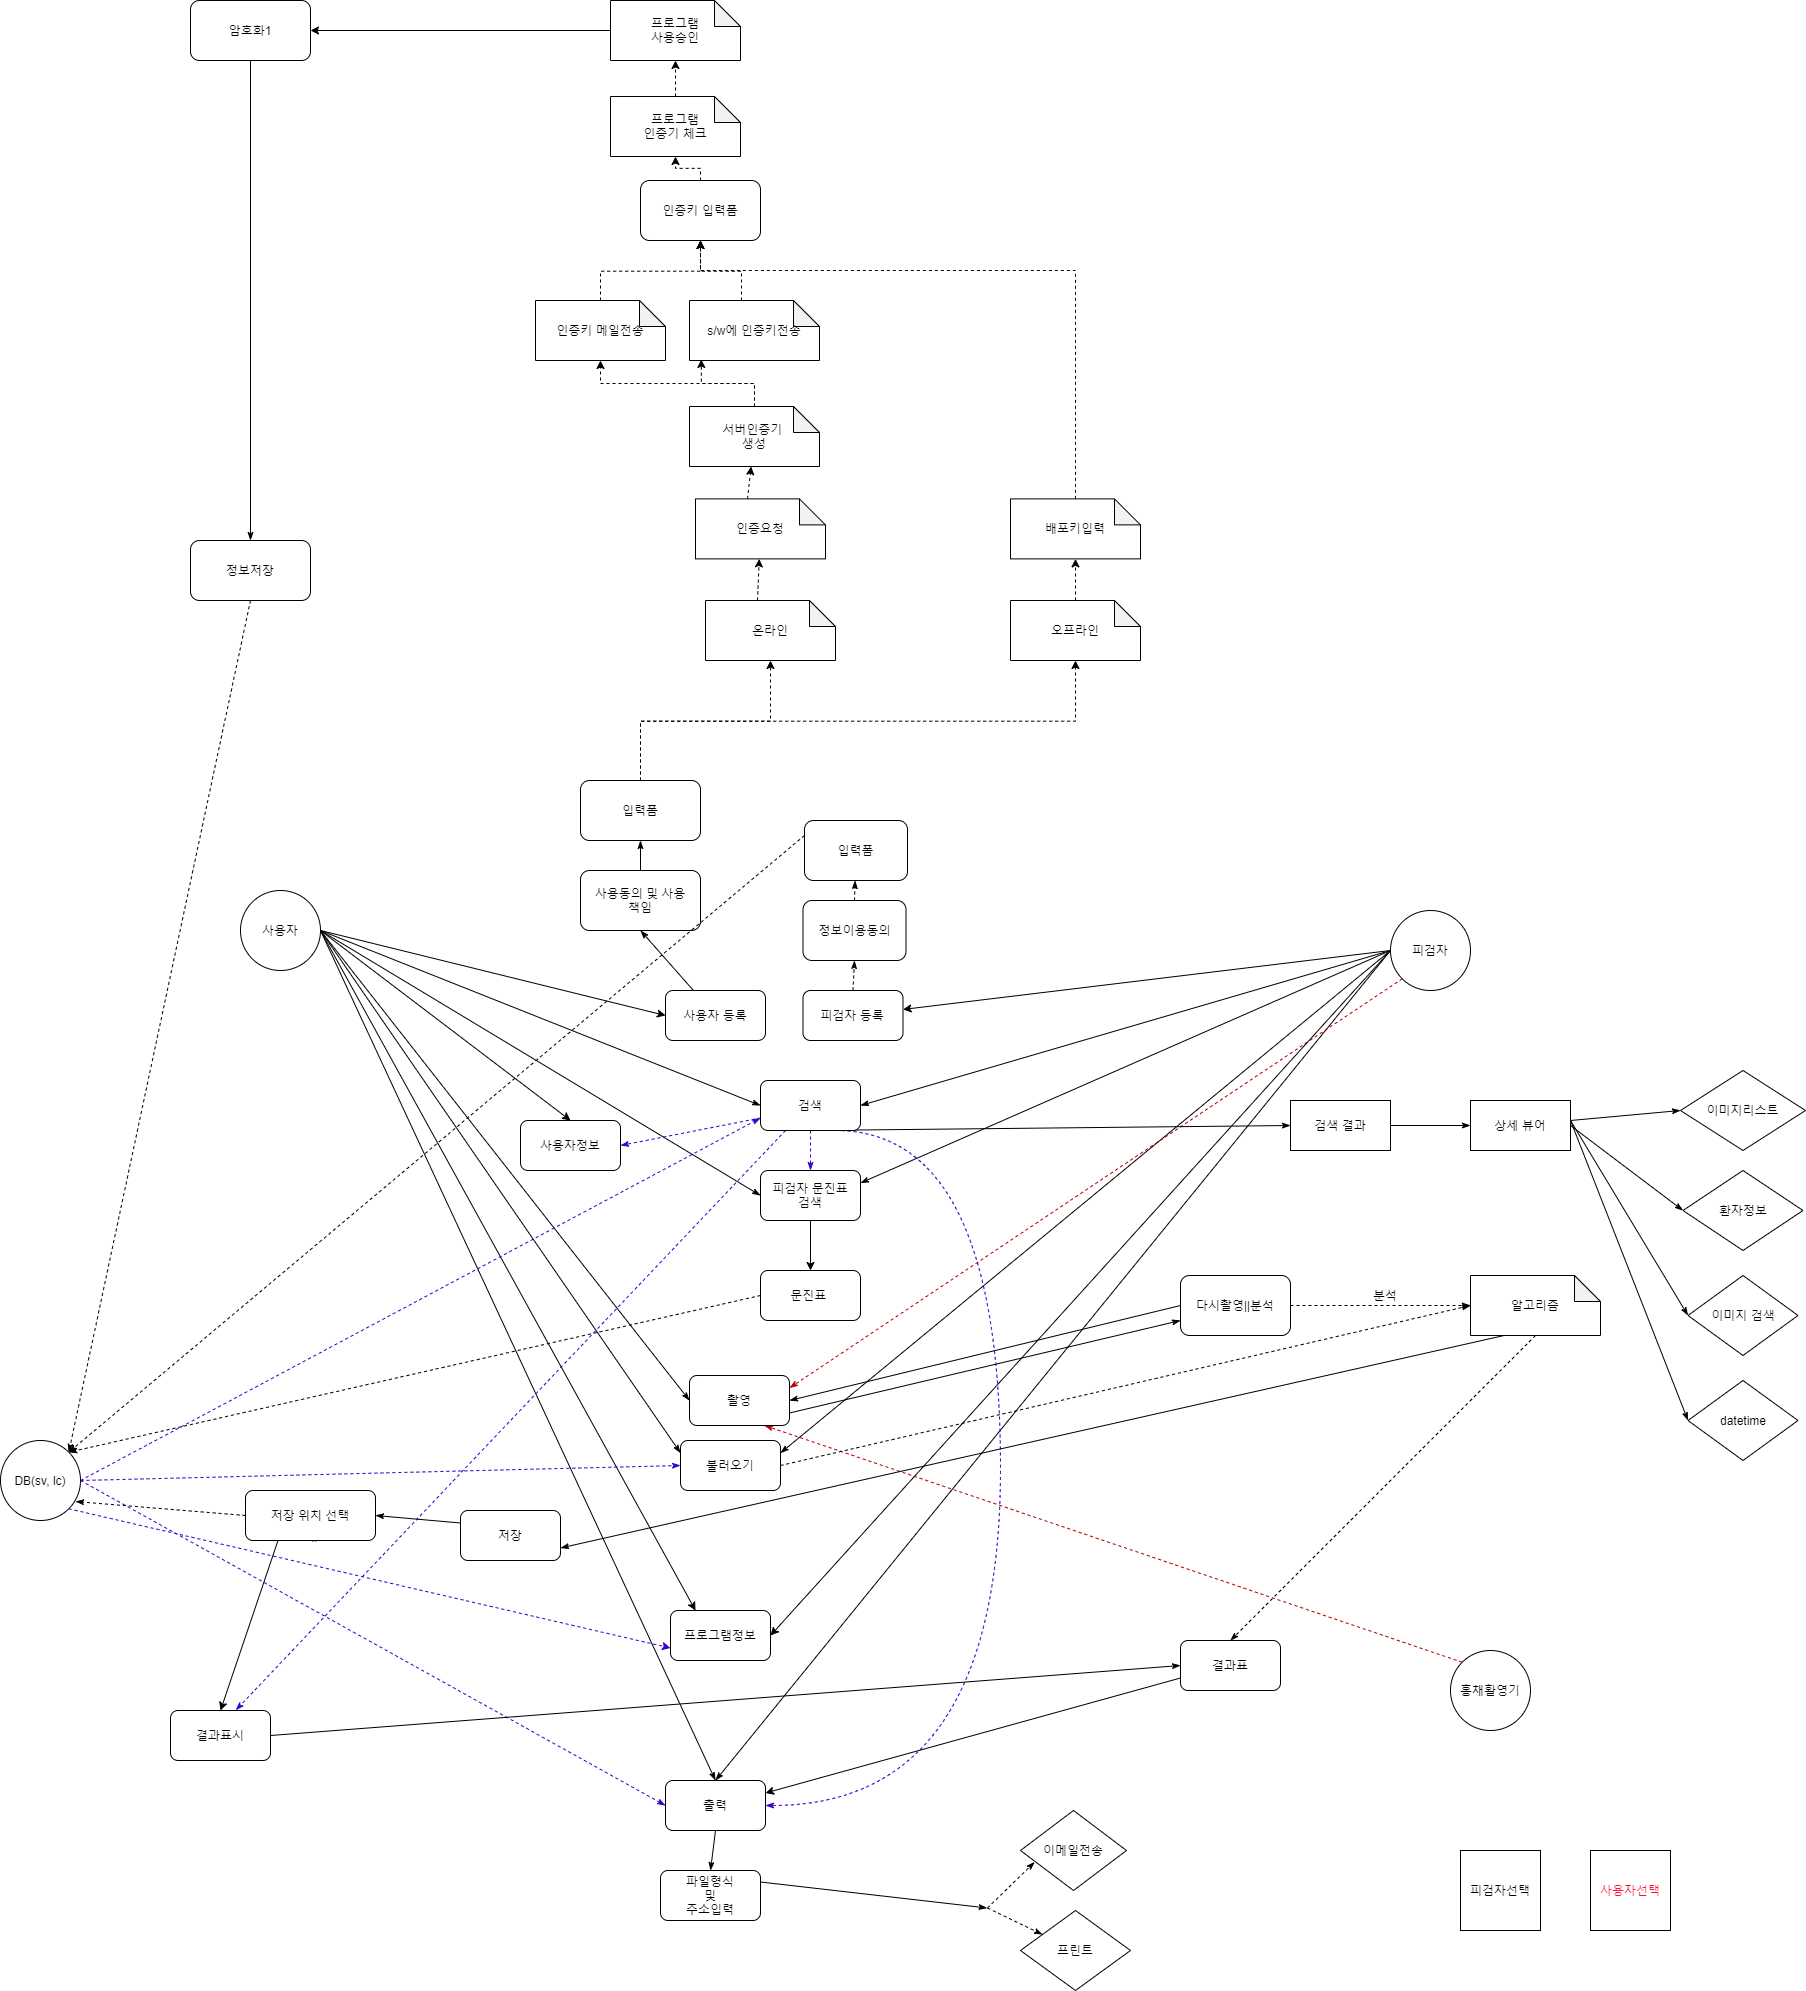 암호화1
프로그램
사용승인
프로그램
인증기 체크
인증키 입력폼
인증키 메일전송
s/w에 인증키전송
서버인증기
생성
인증요청
배포키입력
정보저장
온라인
오프라인
입력폼
입력폼
사용동의 및 사용
책임
사용자
정보이용동의
피검자
사용자 등록
피검자 등록
검색
검색 결과
상세 뷰어
이미지리스트
사용자정보
피검자 문진표
검색
환자정보
문진표
다시촬영||분석
분석
알고리즘
이미지 검색
촬영
datetime
불러오기
DB(sv, lc)
저장 위치 선택
저장
프로그램정보
결과표
홍채촬영기
결과표시
출력
이메일전송
파일형식
및
주소입력
피검자선택
사용자선택
프린트